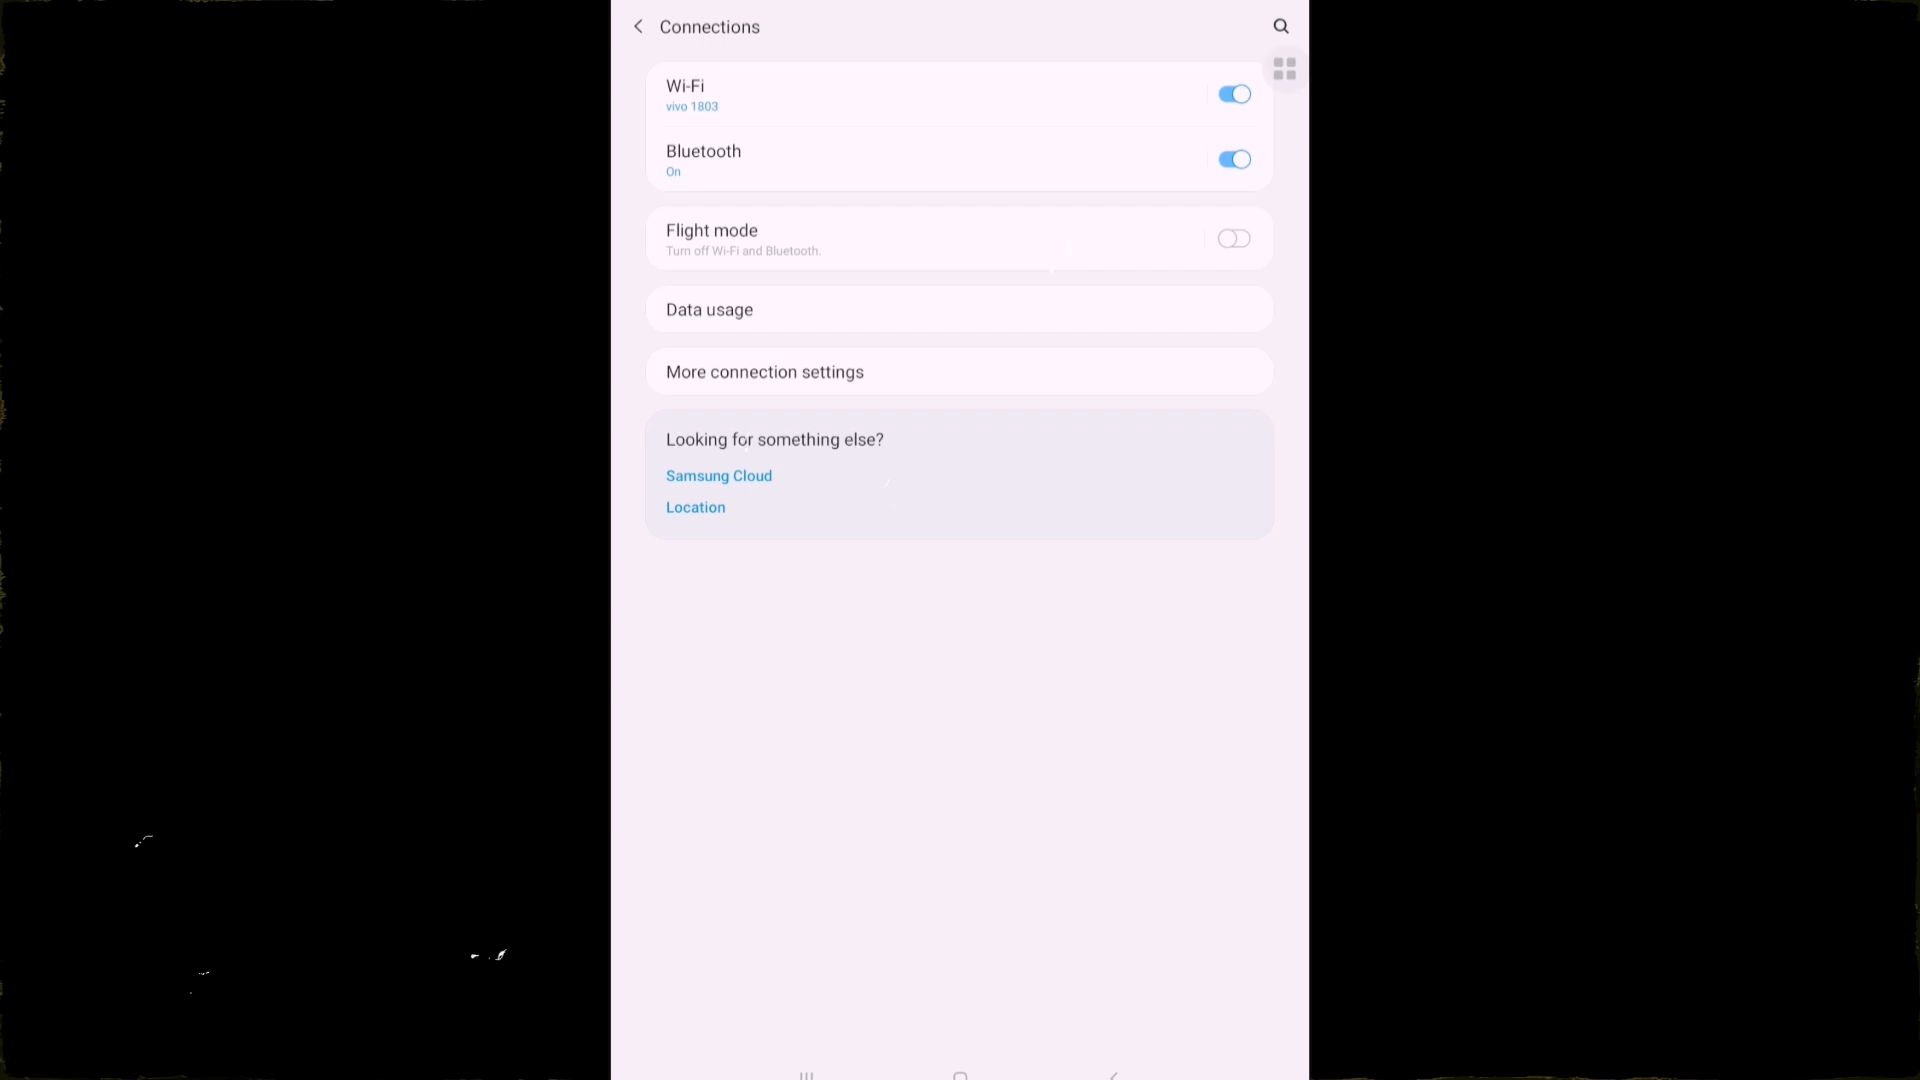 Connections
Wi-Fi
vivo 1803
Bluetooth
On
Flight mode
Turn off Wi-Fi and Bluetooth.
Data usage
More connection settings
Looking for something else?
Samsung Cloud
Location